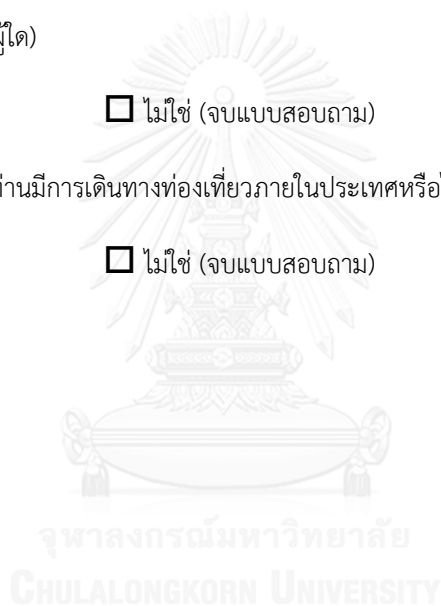 ผู้ใด)
☐ ไม่ใช่ (จบแบบสอบถาม)
ท่านมีการเดินทางท่องเที่ยวภายในประเทศหรือไ
☐ ไม่ใช่ (จบแบบสอบถาม)
จุฬาลงกรณ์มหาวิทยาลัย
CHULALONGKORN UNIVERSITY